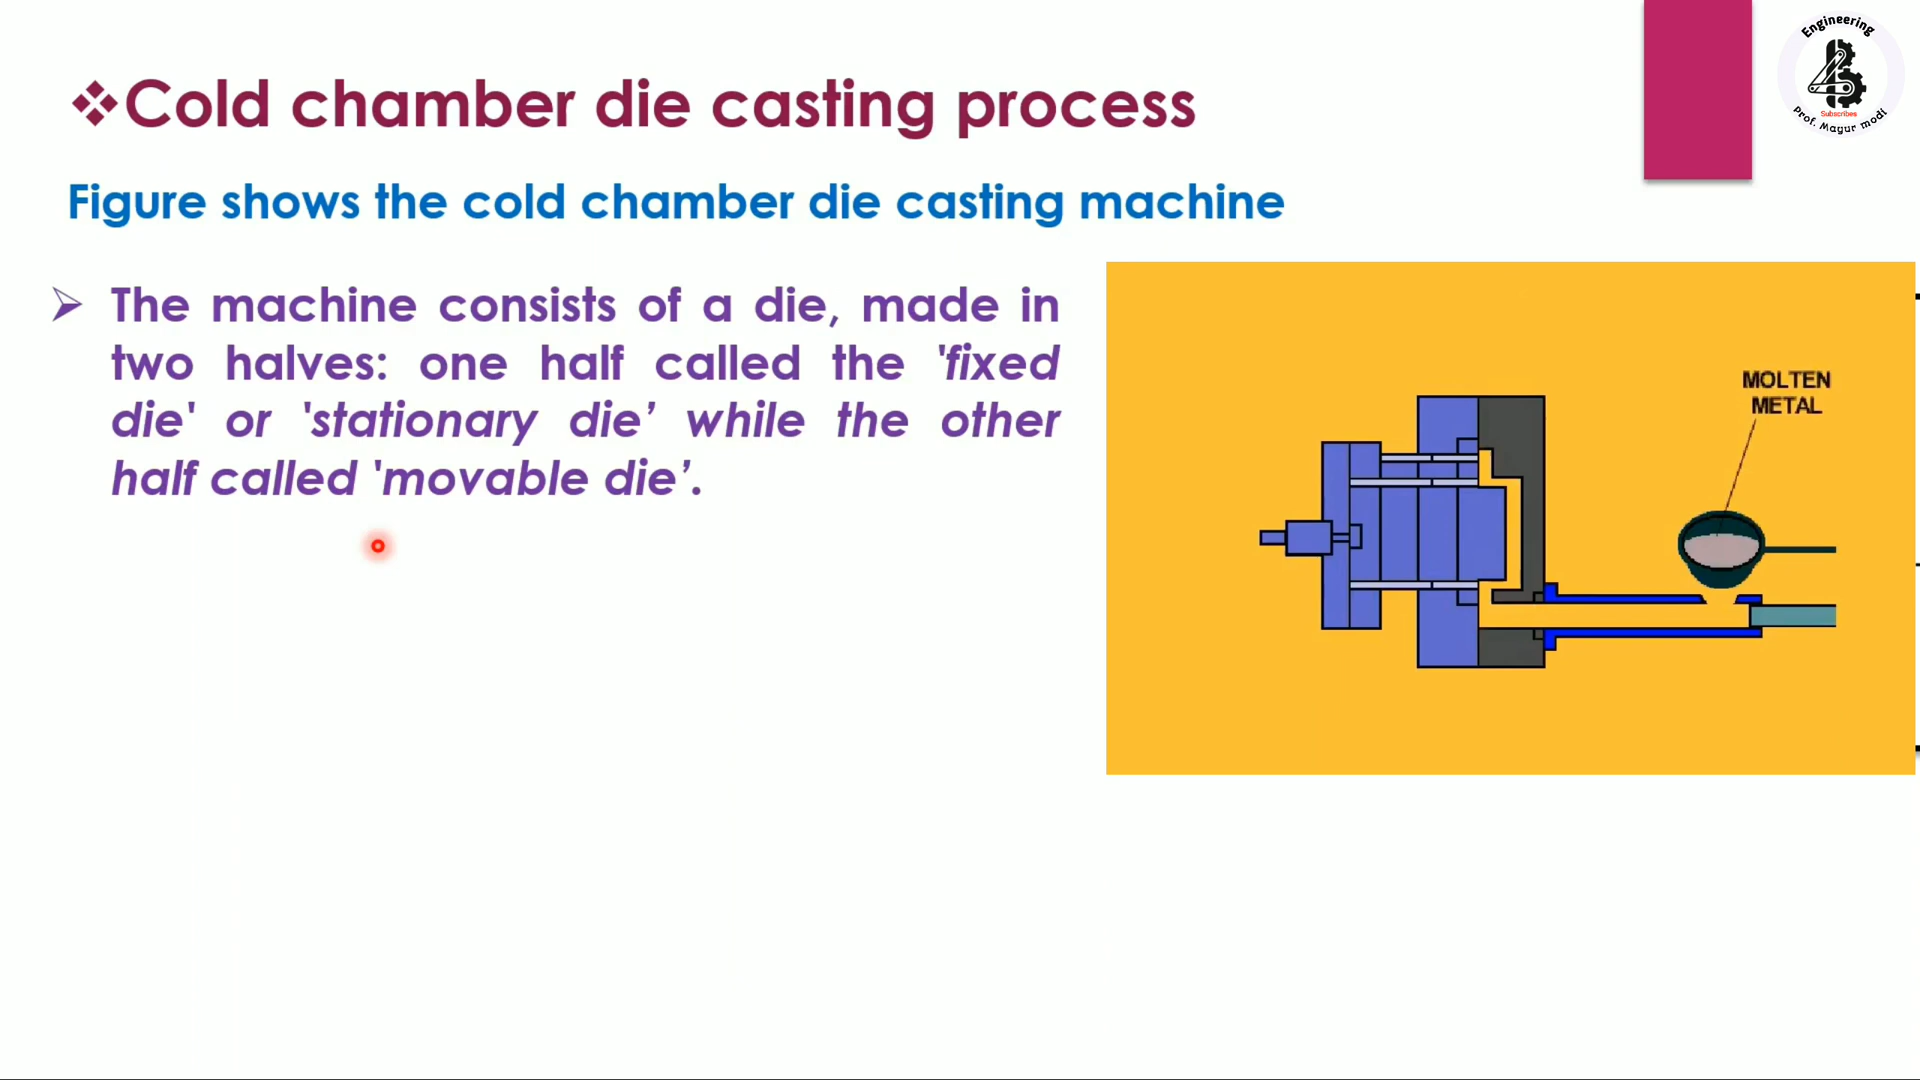 Engineering
Subscribes
Prof. Mayur modi
❖Cold chamber die casting process
Figure shows the cold chamber die casting machine
➢ The machine consists of a die, made in
two halves: one half called the 'fixed
die' or 'stationary die’ while the other
half called 'movable die’.
MOLTEN
METAL